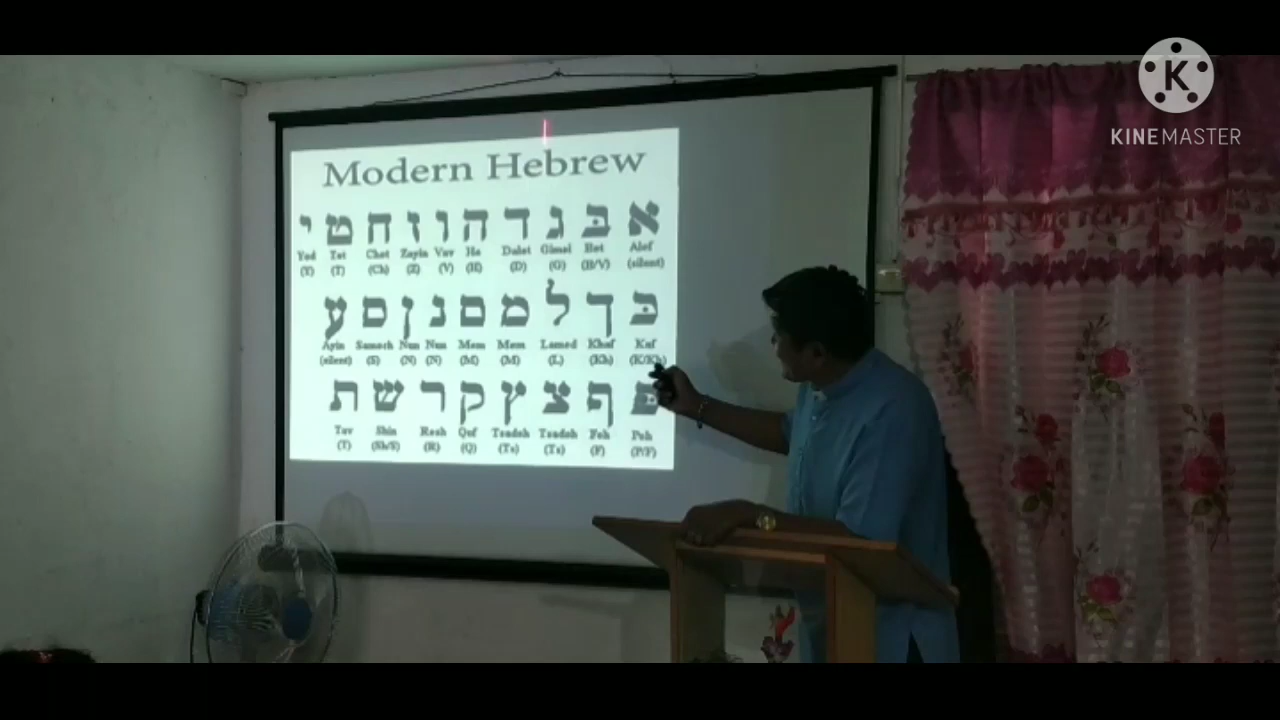 Modern Hebrew
א בּ ג ד ה ו ז ח ט י
Yod Tet Chet Zayin Vav He Dalet Gimel Bet Alef
(Y) (T) (Ch) (Z) (V) (H) (D) (G) (B/V) (silent)
כּ ך ל מ ם נ ן ס ע
Ayin Samech Nun Nun Mem Mem Lamed Khaf Kaf
(silent) (S) (N) (N) (M) (M) (L) (Kh) (K/Kh)
פּ ף צ ץ ק ר ש ת
Tav Shin Resh Qof Tsadeh Tsadeh Feh Peh
(T) (Sh/S) (R) (Q) (Ts) (Ts) (F) (P/F)
K
KINEMASTER